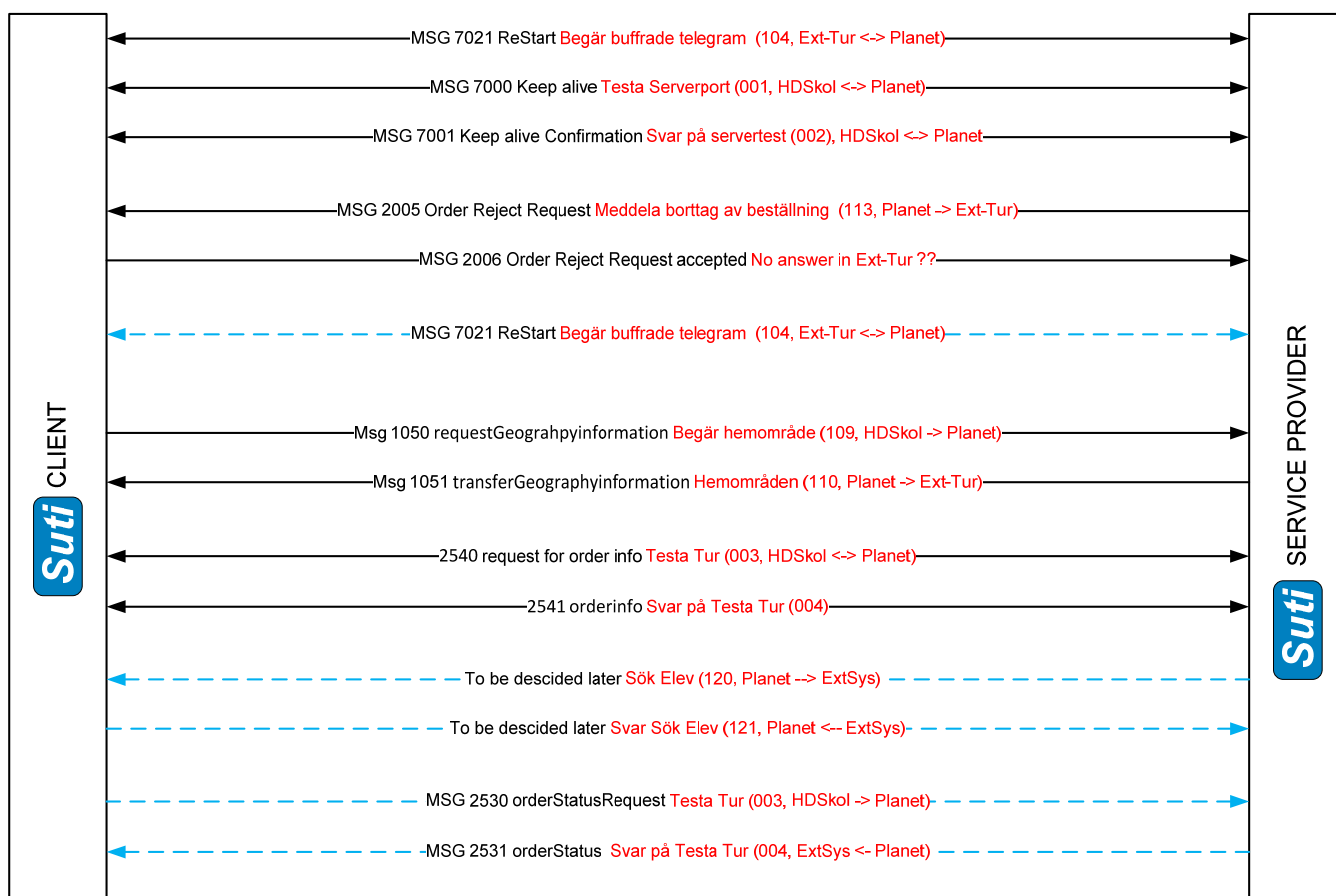 MSG 7021 ReStart Begär buffrade telegram (104, Ext-Tur <-> Planet)
MSG 7000 Keep alive Testa Serverport (001, HDSkol <-> Planet)
MSG 7001 Keep alive Confirmation Svar på servertest (002), HDSkol <-> Planet
MSG 2005 Order Reject Request Meddela borttag av beställning (113, Planet -> Ext-Tur)
MSG 2006 Order Reject Request accepted No answer in Ext-Tur ??
MSG 7021 ReStart Begär buffrade telegram (104, Ext-Tur <-> Planet)
Msg 1050 requestGeograhpyinformation Begär hemområde (109, HDSkol -> Planet)
Msg 1051 transferGeographyinformation Hemområden (110, Planet -> Ext-Tur)
2540 request for order info Testa Tur (003, HDSkol <-> Planet)
2541 orderinfo Svar på Testa Tur (004)
To be descided later Sök Elev (120, Planet --> ExtSys)
To be descided later Svar Sök Elev (121, Planet <-- ExtSys)
MSG 2530 orderStatusRequest Testa Tur (003, HDSkol -> Planet)
MSG 2531 orderStatus Svar på Testa Tur (004, ExtSys <- Planet)
Suti CLIENT
Suti SERVICE PROVIDER